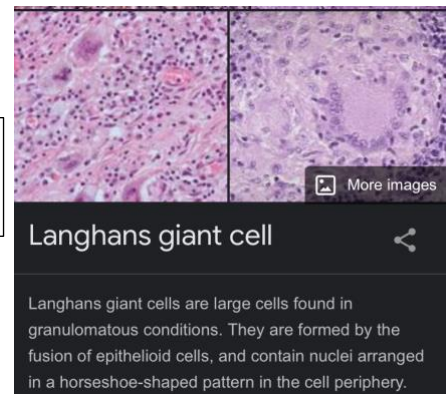 More images
Langhans giant cell
Langhans giant cells are large cells found in
granulomatous conditions. They are formed by the
fusion of epithelioid cells, and contain nuclei arranged
in a horseshoe-shaped pattern in the cell periphery.